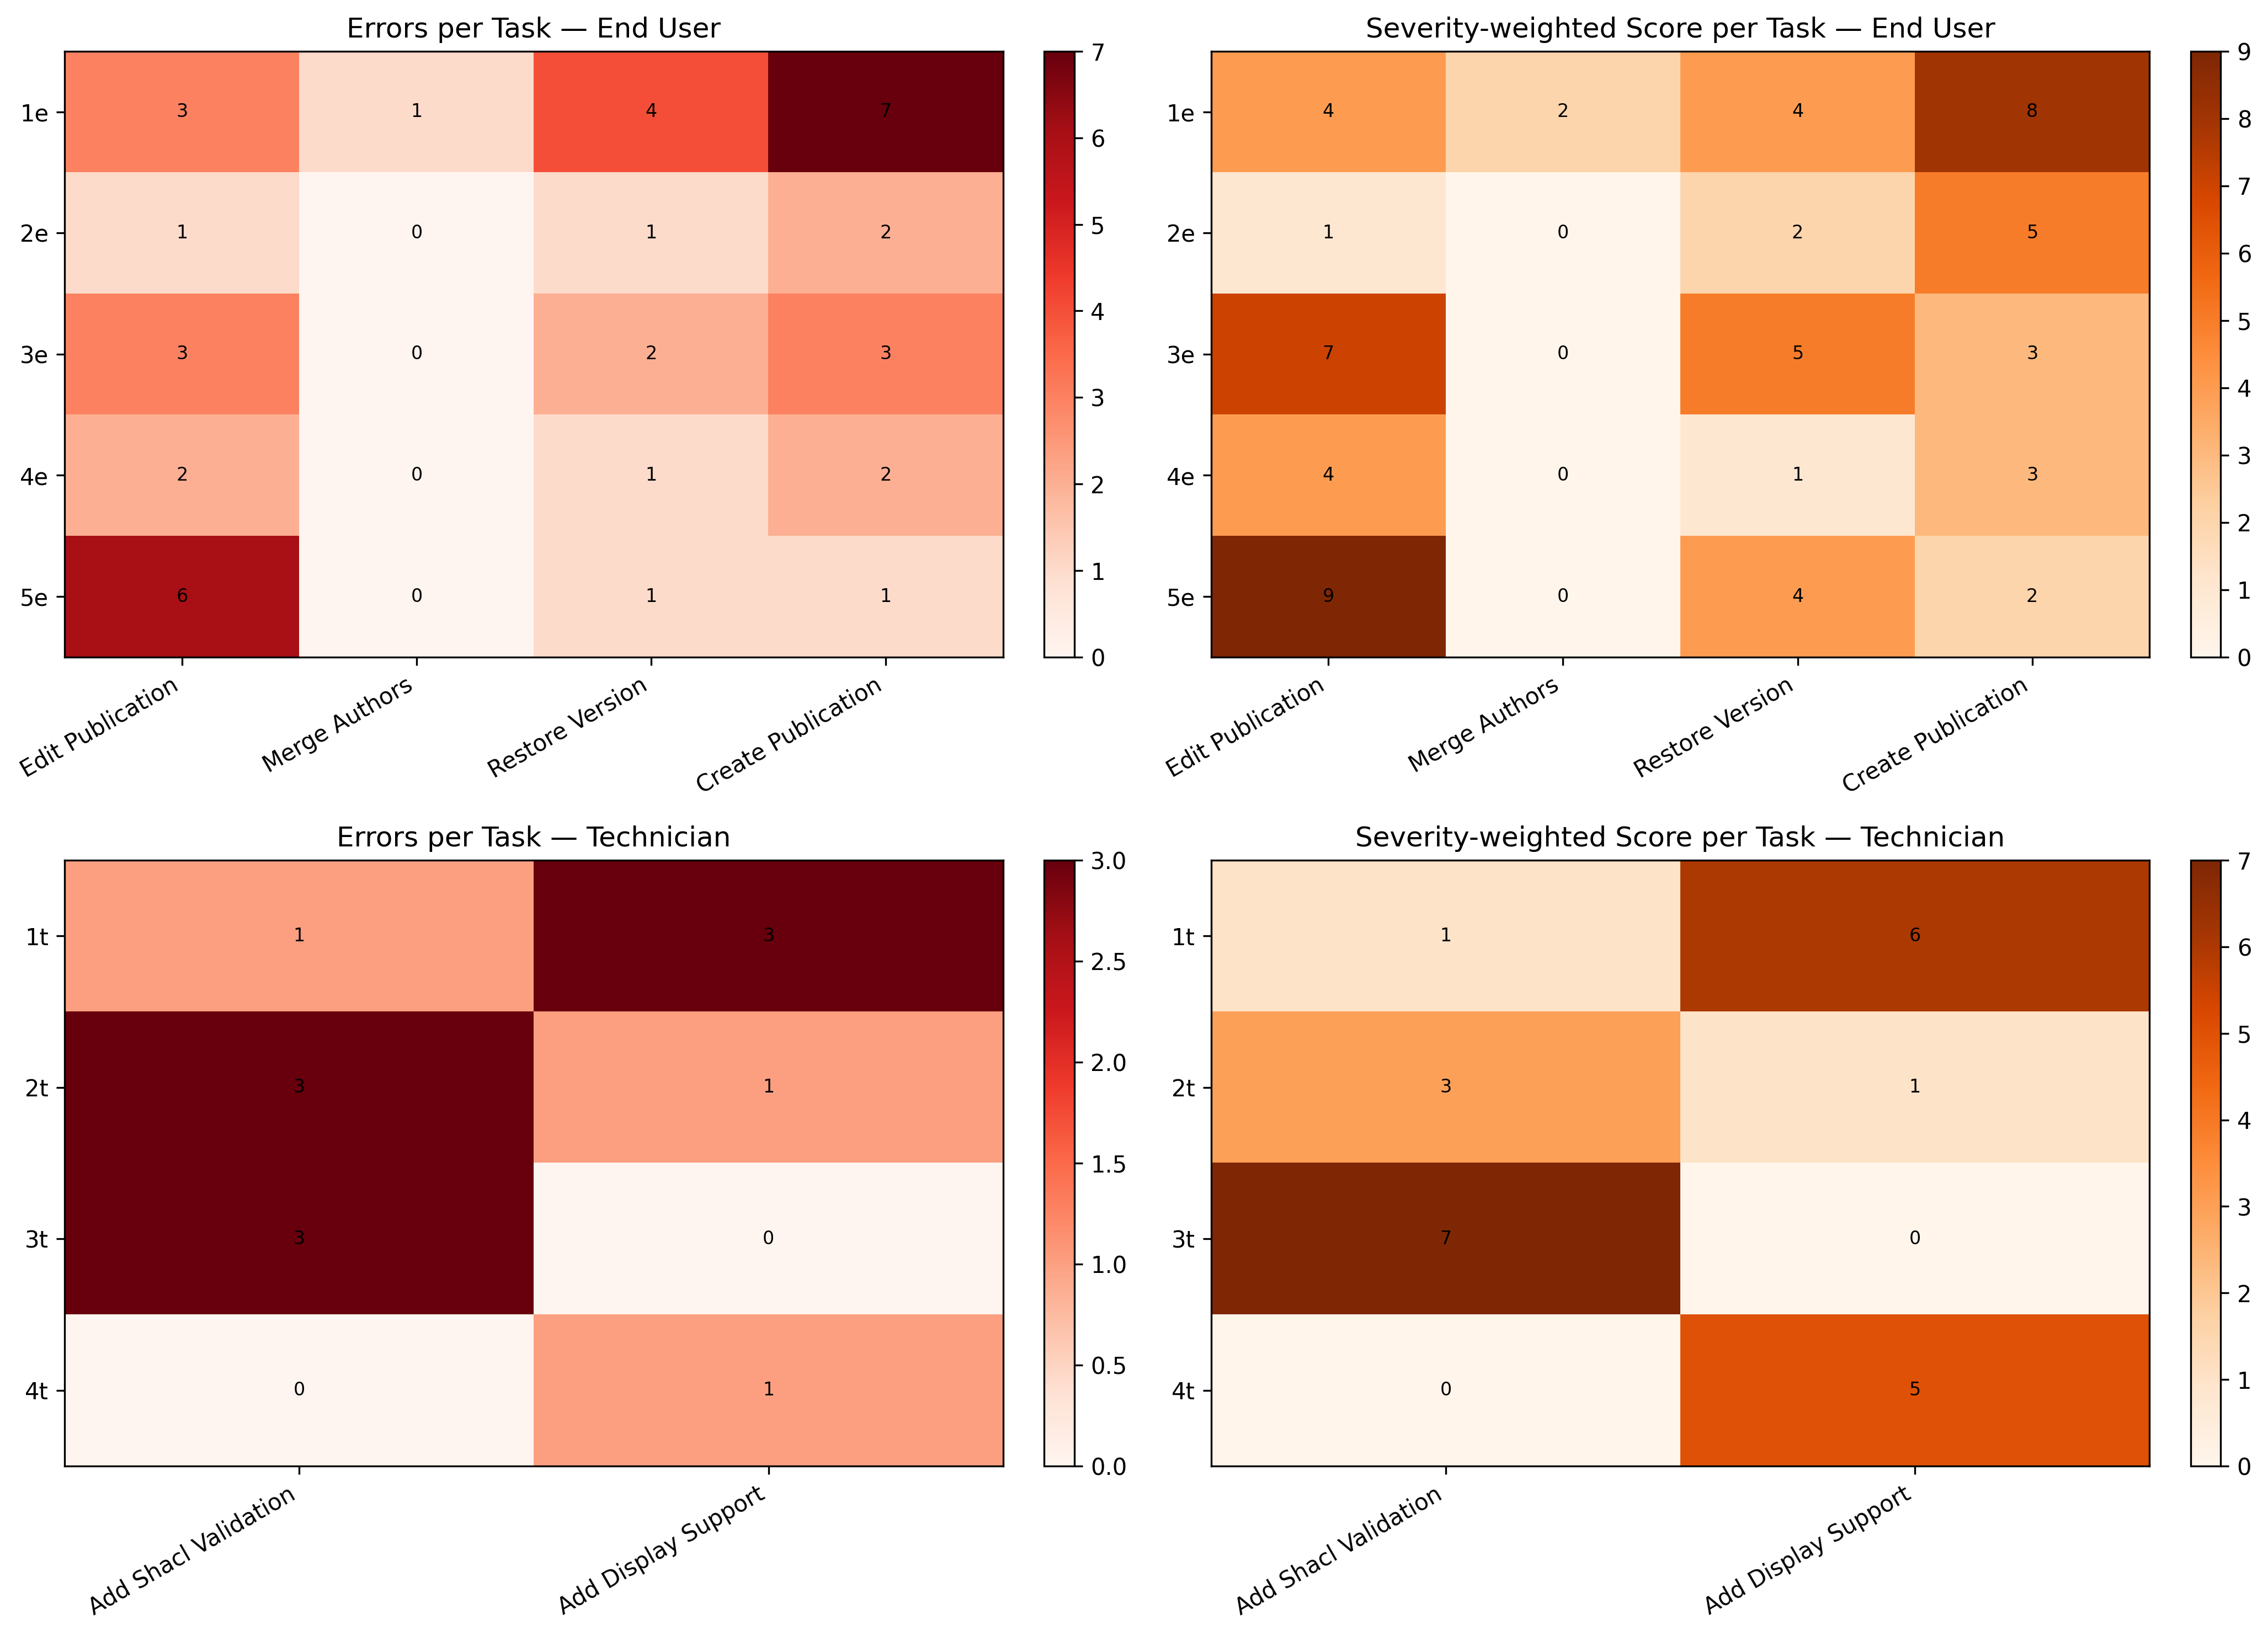 Errors per Task — End User
1e 3 1 4 7
2e 1 0 1 2
3e 3 0 2 3
4e 2 0 1 2
5e 6 0 1 1
Edit Publication
Merge Authors
Restore Version
Create Publication
7
6
5
4
3
2
1
0
Severity-weighted Score per Task — End User
1e 4 2 4 8
2e 1 0 2 5
3e 7 0 5 3
4e 4 0 1 3
5e 9 0 4 2
Edit Publication
Merge Authors
Restore Version
Create Publication
9
8
7
6
5
4
3
2
1
0
Errors per Task — Technician
1t 1 3
2t 3 1
3t 3 0
4t 0 1
Add Shacl Validation
Add Display Support
3.0
2.5
2.0
1.5
1.0
0.5
0.0
Severity-weighted Score per Task — Technician
1t 1 6
2t 3 1
3t 7 0
4t 0 5
Add Shacl Validation
Add Display Support
7
6
5
4
3
2
1
0